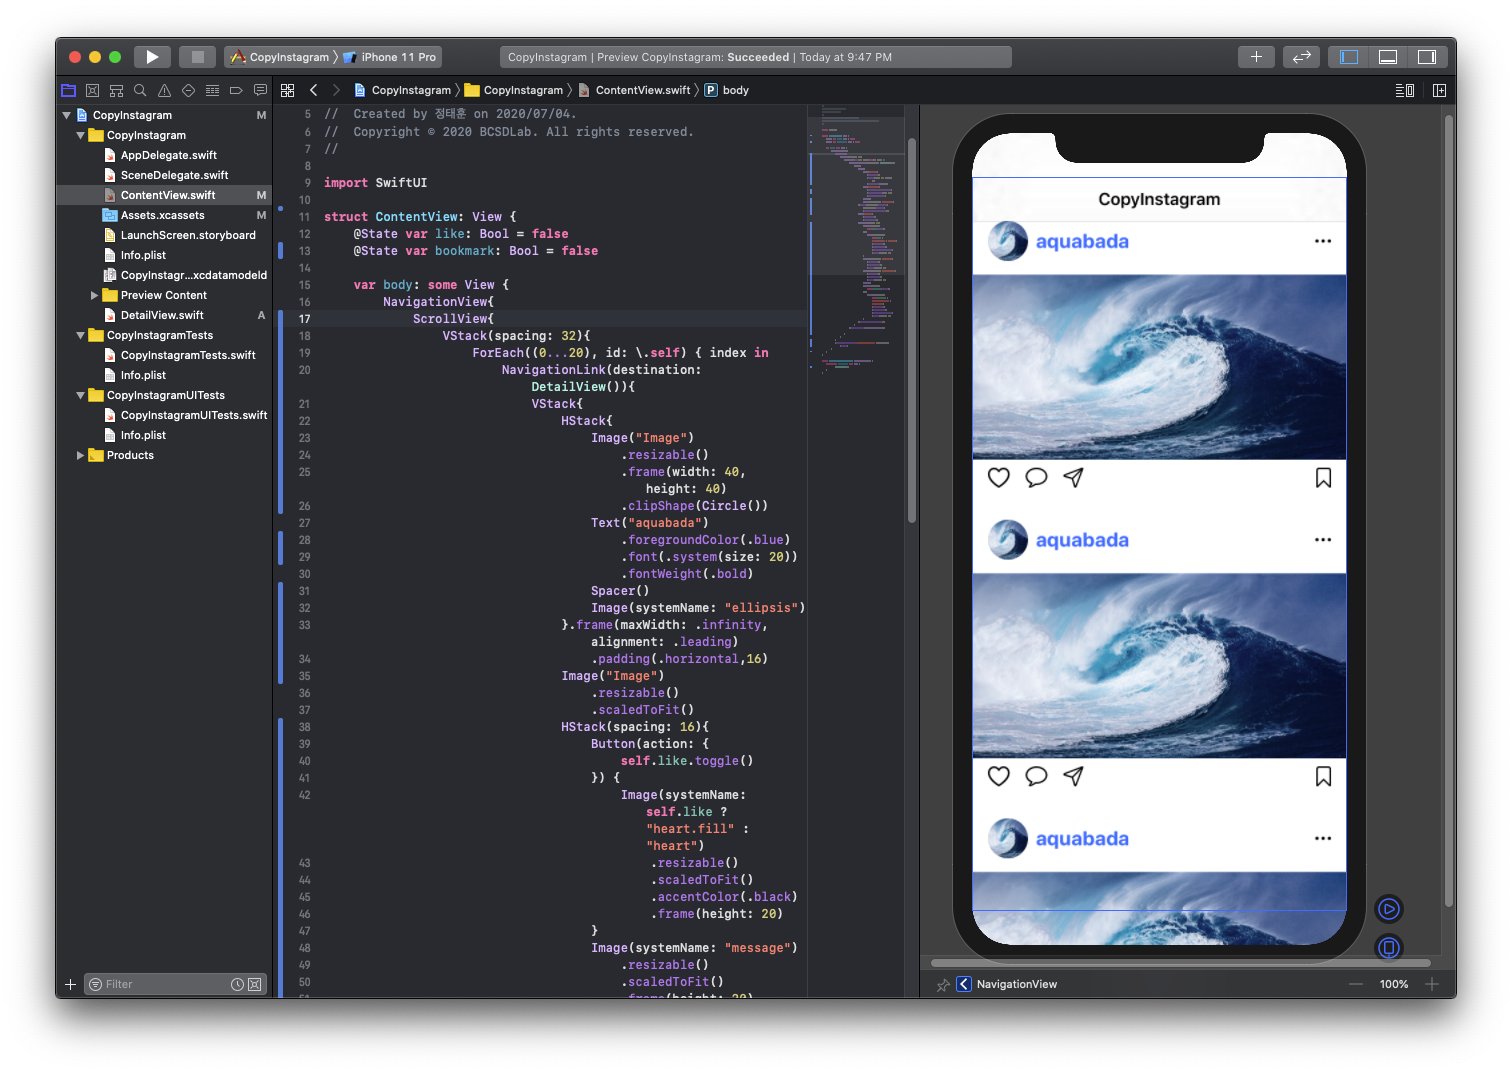 CopyInstagram 〉 iPhone 11 Pro
CopyInstagram | Preview CopyInstagram: Succeeded | Today at 9:47 PM
CopyInstagram 〉 CopyInstagram 〉 ContentView.swift 〉 P body
CopyInstagram M
CopyInstagram
AppDelegate.swift
SceneDelegate.swift
ContentView.swift M
Assets.xcassets M
LaunchScreen.storyboard
Info.plist
CopyInstagr...xcdatamodeld
Preview Content
DetailView.swift A
CopyInstagramTests
CopyInstagramTests.swift
Info.plist
CopyInstagramUITests
CopyInstagramUITests.swift
Info.plist
Products
Filter
5 //  Created by 정태훈 on 2020/07/04.
6 //  Copyright © 2020 BCSDLab. All rights reserved.
7 //
8
9 import SwiftUI
10
11 struct ContentView: View {
12     @State var like: Bool = false
13     @State var bookmark: Bool = false
14
15     var body: some View {
16         NavigationView{
17             ScrollView{
18                 VStack(spacing: 32){
19                     ForEach((0...20), id: \.self) { index in
20                         NavigationLink(destination:
DetailView()){
21                             VStack{
22                                 HStack{
23                                     Image("Image")
24                                         .resizable()
25                                         .frame(width: 40,
height: 40)
26                                         .clipShape(Circle())
27                                     Text("aquabada")
28                                         .foregroundColor(.blue)
29                                         .font(.system(size: 20))
30                                         .fontWeight(.bold)
31                                     Spacer()
32                                     Image(systemName: "ellipsis")
33                                 }.frame(maxWidth: .infinity,
alignment: .leading)
34                                     .padding(.horizontal,16)
35                                 Image("Image")
36                                     .resizable()
37                                     .scaledToFit()
38                                 HStack(spacing: 16){
39                                     Button(action: {
40                                         self.like.toggle()
41                                     }) {
42                                         Image(systemName:
self.like ?
"heart.fill" :
"heart")
43                                             .resizable()
44                                             .scaledToFit()
45                                             .accentColor(.black)
46                                             .frame(height: 20)
47                                     }
48                                     Image(systemName: "message")
49                                         .resizable()
50                                         .scaledToFit()
51                                         .frame(height: 20)
CopyInstagram
aquabada
aquabada
aquabada
NavigationView
100%